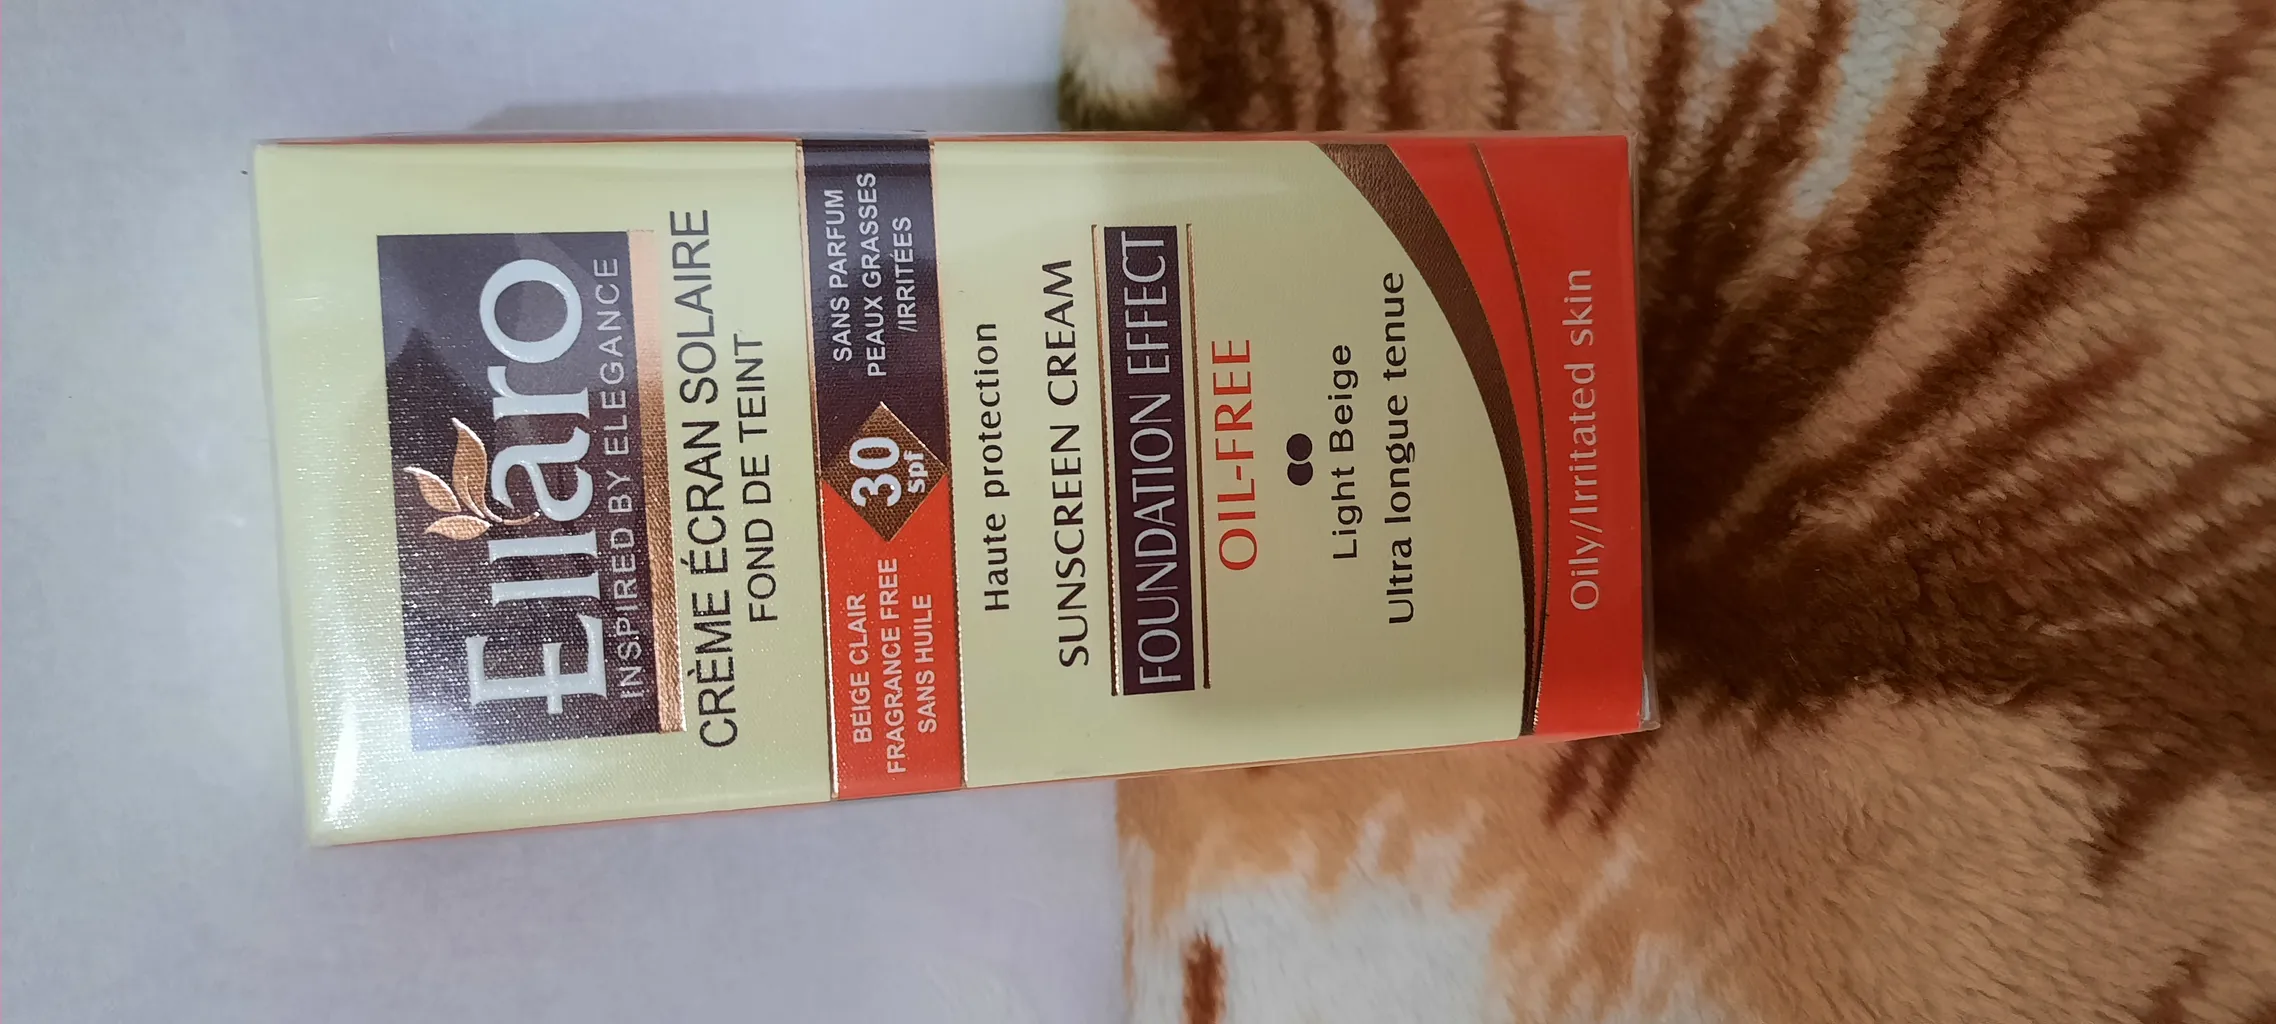 Ellaro
INSPIRED BY ELEGANCE
CRÈME ÉCRAN SOLAIRE
FOND DE TEINT
BEIGE CLAIR
FRAGRANCE FREE
SANS HUILE
30
spf
SANS PARFUM
PEAUX GRASSES
/IRRITÉES
Haute protection
SUNSCREEN CREAM
FOUNDATION EFFECT
OIL-FREE
Light Beige
Ultra longue tenue
Oily/Irritated skin